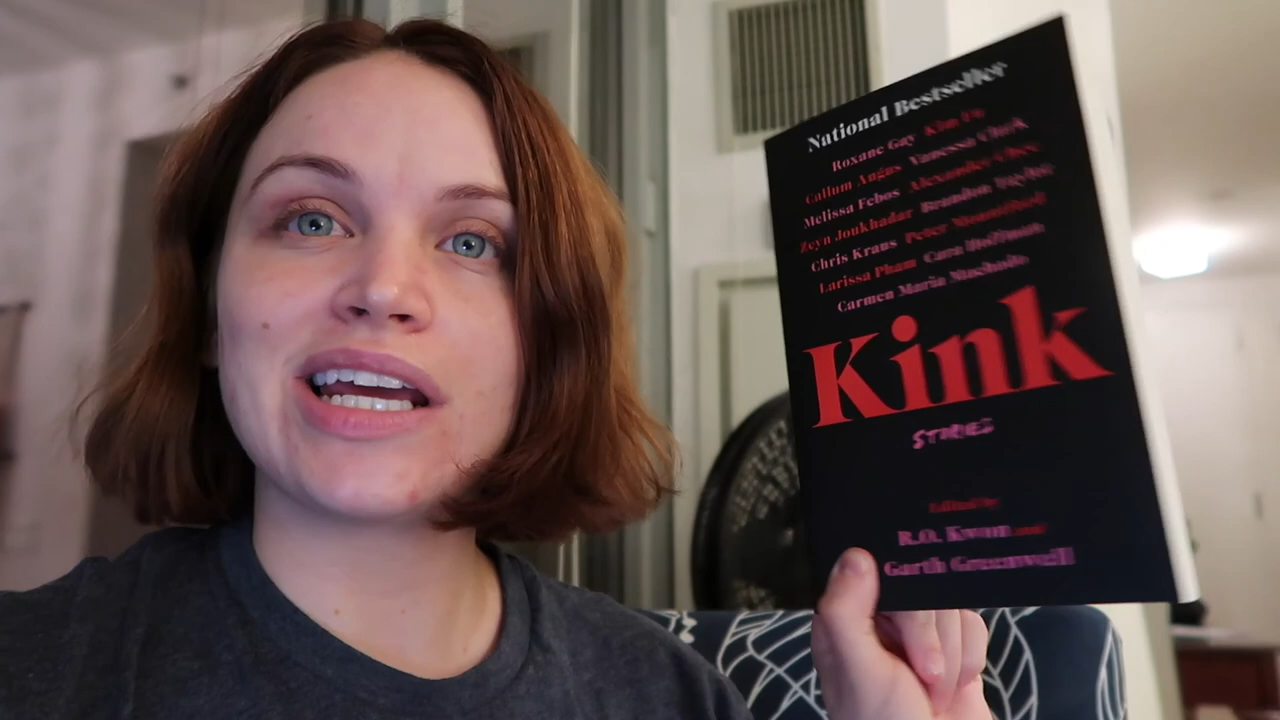 National Bestseller
Roxane Gay Kim Fu
Callum Angus Vanessa Clark
Melissa Febos Alexander Chee
Zeyn Joukhadar Brandon Taylor
Chris Kraus Peter Mountford
Larissa Pham Cara Hoffman
Carmen Maria Machado
Kink
STORIES
Edited by
R.O. Kwon and
Garth Greenwell